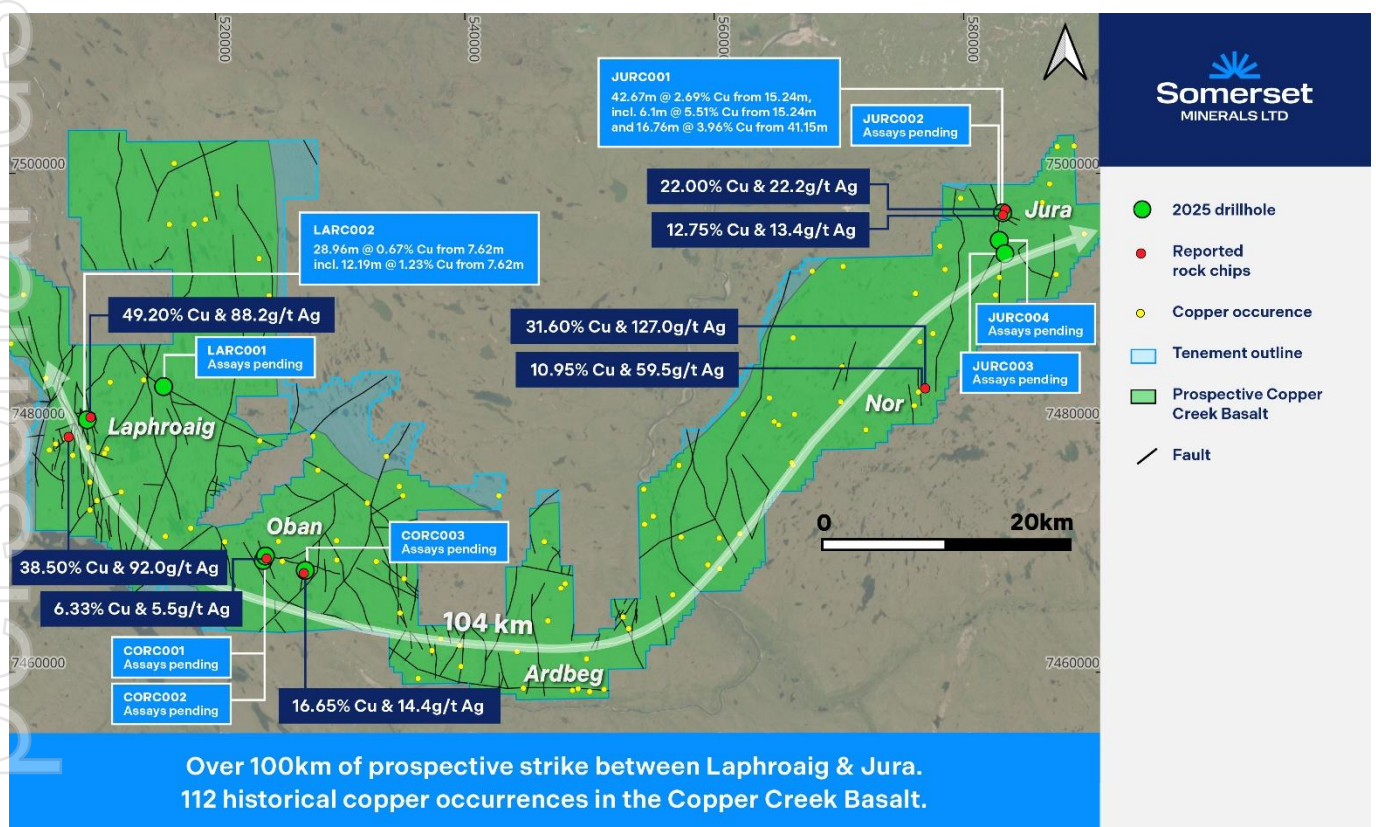 520000
540000
560000
580000
7500000
7500000
7480000
7480000
7460000
7460000
JURC001
42.67m @ 2.69% Cu from 15.24m,
incl. 6.1m @ 5.51% Cu from 15.24m
and 16.76m @ 3.96% Cu from 41.15m
JURC002
Assays pending
22.00% Cu & 22.2g/t Ag
12.75% Cu & 13.4g/t Ag
Jura
LARC002
28.96m @ 0.67% Cu from 7.62m
incl. 12.19m @ 1.23% Cu from 7.62m
49.20% Cu & 88.2g/t Ag
LARC001
Assays pending
31.60% Cu & 127.0g/t Ag
10.95% Cu & 59.5g/t Ag
JURC004
Assays pending
JURC003
Assays pending
Laphroaig
Nor
Oban
CORC003
Assays pending
0 20km
38.50% Cu & 92.0g/t Ag
6.33% Cu & 5.5g/t Ag
104 km
Ardbeg
CORC001
Assays pending
CORC002
Assays pending
16.65% Cu & 14.4g/t Ag
Over 100km of prospective strike between Laphroaig & Jura.
112 historical copper occurrences in the Copper Creek Basalt.
Somerset
MINERALS LTD
2025 drillhole
Reported
rock chips
Copper occurence
Tenement outline
Prospective Copper
Creek Basalt
Fault